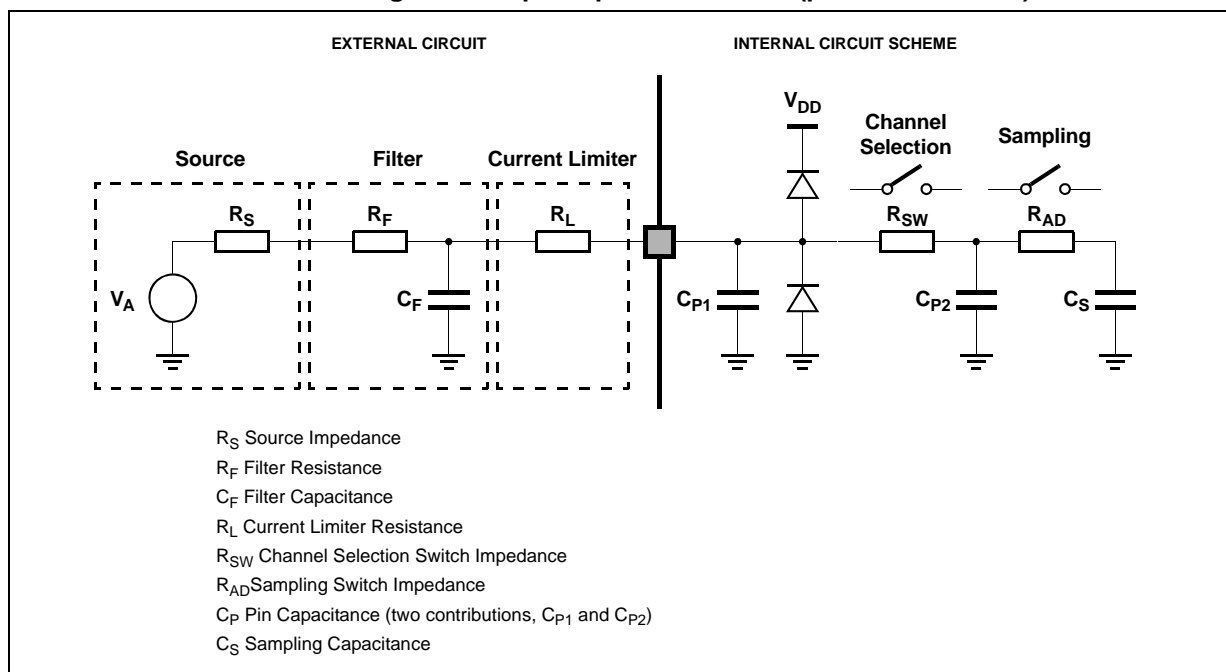 EXTERNAL CIRCUIT
INTERNAL CIRCUIT SCHEME
VDD
Channel
Selection
Sampling
Source
Filter
Current Limiter
RS
RF
RL
RSW
RAD
VA
CF
CP1
CP2
CS
RS Source Impedance
RF Filter Resistance
CF Filter Capacitance
RL Current Limiter Resistance
RSW Channel Selection Switch Impedance
RADSampling Switch Impedance
CP Pin Capacitance (two contributions, CP1 and CP2)
CS Sampling Capacitance